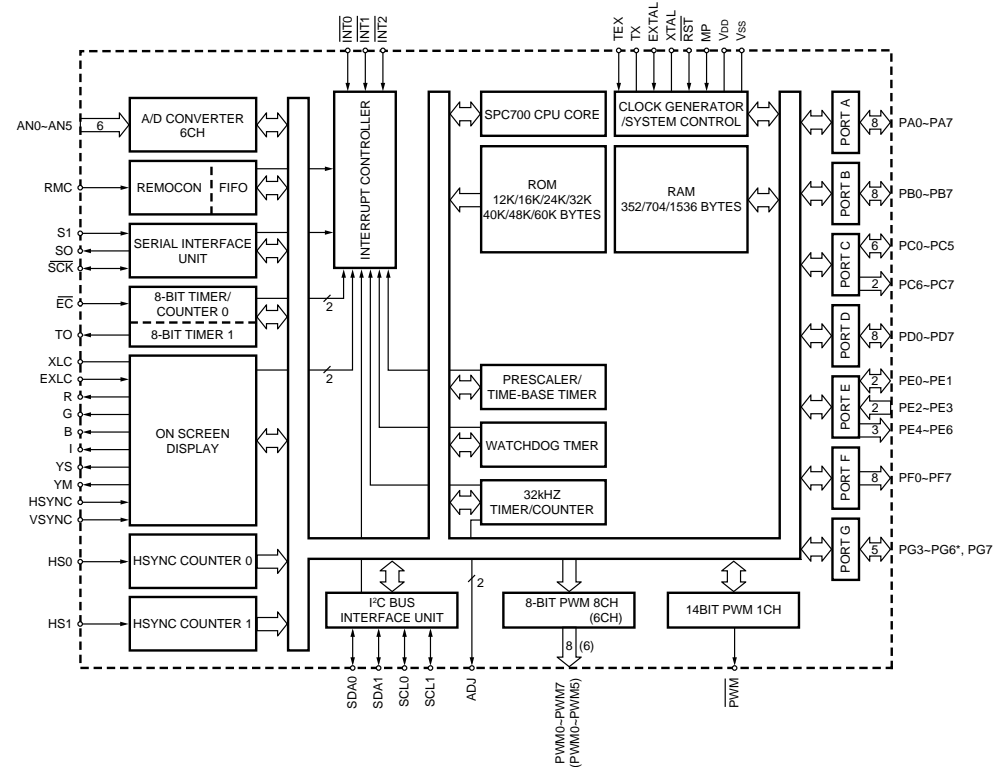 INT0
INT1
INT2
TEX
TX
EXTAL
XTAL
RST
MP
VDD
VSS
AN0~AN5
6
A/D CONVERTER
6CH
RMC
REMOCON
FIFO
S1
SO
SCK
SERIAL INTERFACE
UNIT
EC
TO
8-BIT TIMER/
COUNTER 0
8-BIT TIMER 1
2
XLC
EXLC
R
G
B
I
YS
YM
HSYNC
VSYNC
ON SCREEN
DISPLAY
2
HS0
HSYNC COUNTER 0
HS1
HSYNC COUNTER 1
INTERRUPT CONTROLLER
SPC700 CPU CORE
CLOCK GENERATOR
/SYSTEM CONTROL
ROM
12K/16K/24K/32K
40K/48K/60K BYTES
RAM
352/704/1536 BYTES
PRESCALER/
TIME-BASE TIMER
WATCHDOG TMER
32kHZ
TIMER/COUNTER
PORT A
8
PA0~PA7
PORT B
8
PB0~PB7
PORT C
6
PC0~PC5
2
PC6~PC7
PORT D
8
PD0~PD7
PORT E
2
PE0~PE1
2
PE2~PE3
3
PE4~PE6
PORT F
8
PF0~PF7
PORT G
5
PG3~PG6*, PG7
I²C BUS
INTERFACE UNIT
2
8-BIT PWM 8CH
(6CH)
14BIT PWM 1CH
8 (6)
SDA0
SDA1
SCL0
SCL1
ADJ
PWM0~PWM7
(PWM0~PWM5)
PWM